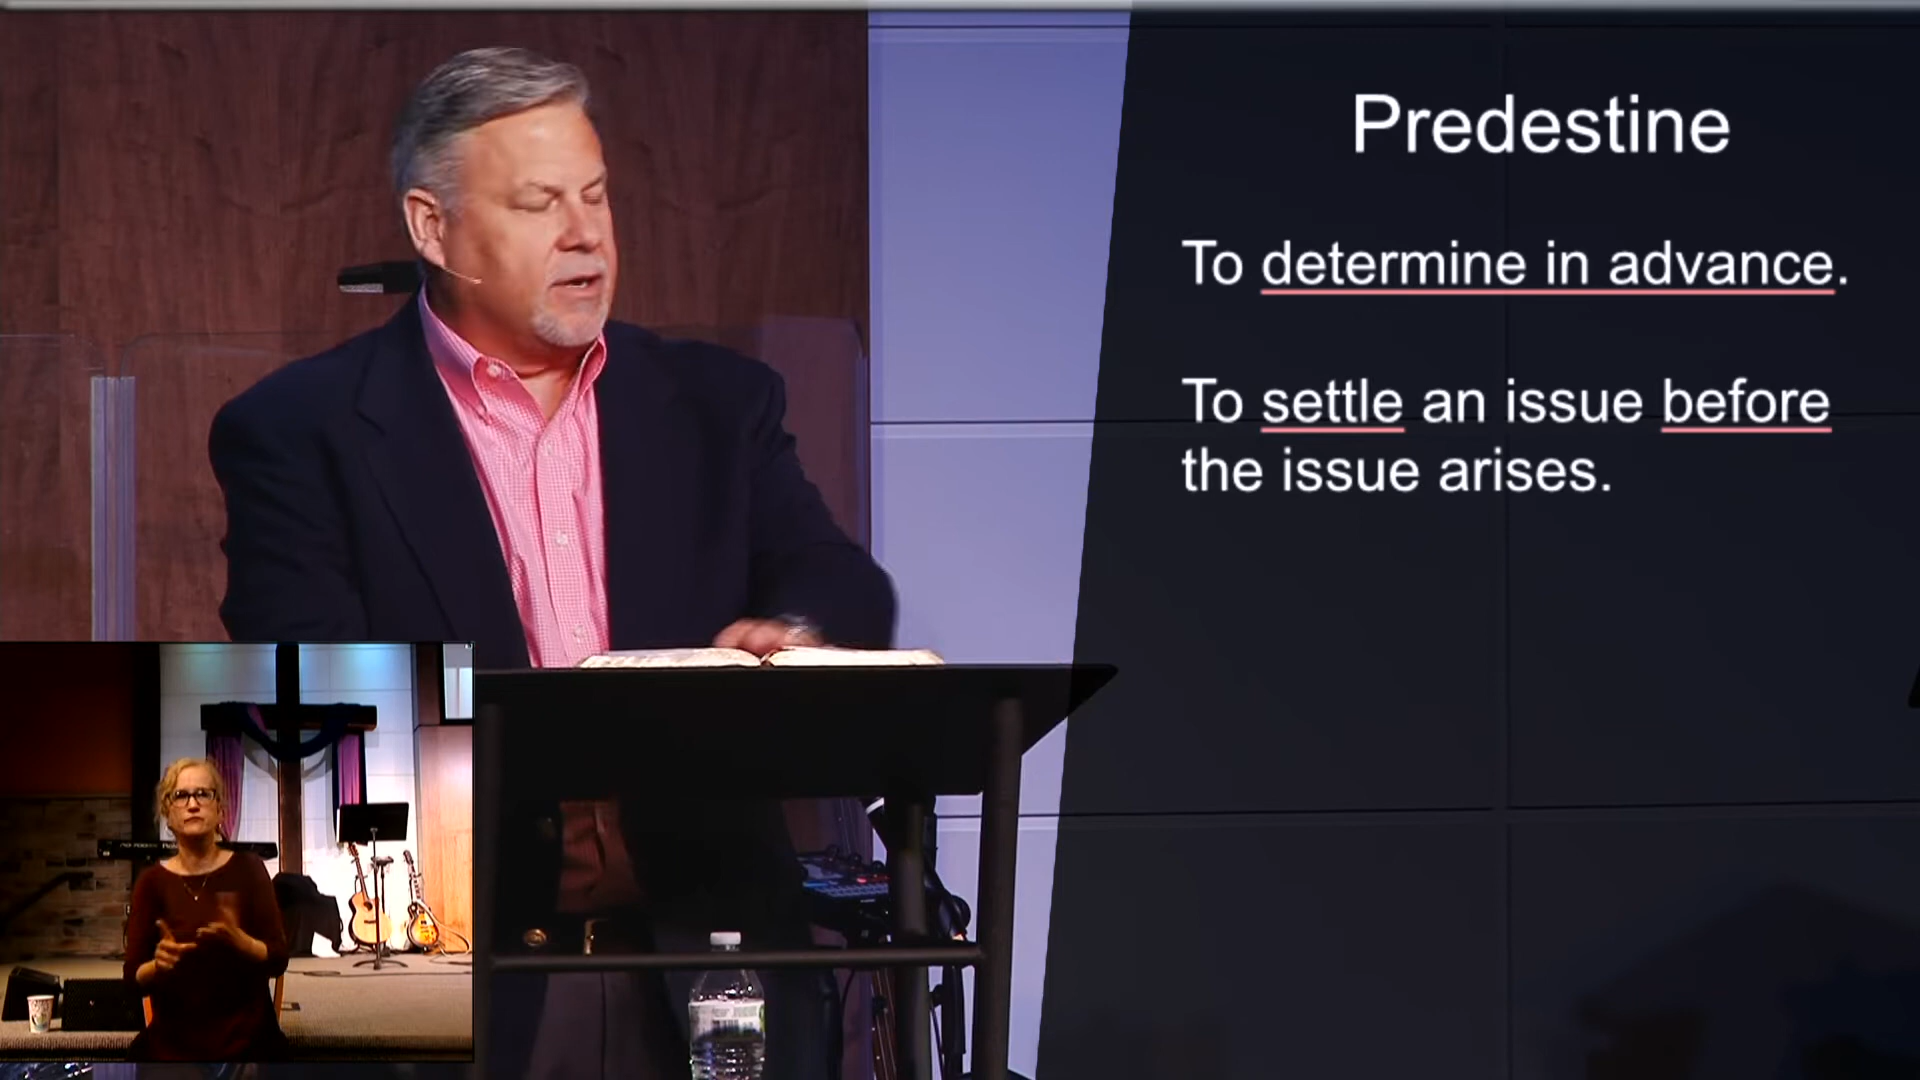 Predestine
To determine in advance.
To settle an issue before
the issue arises.